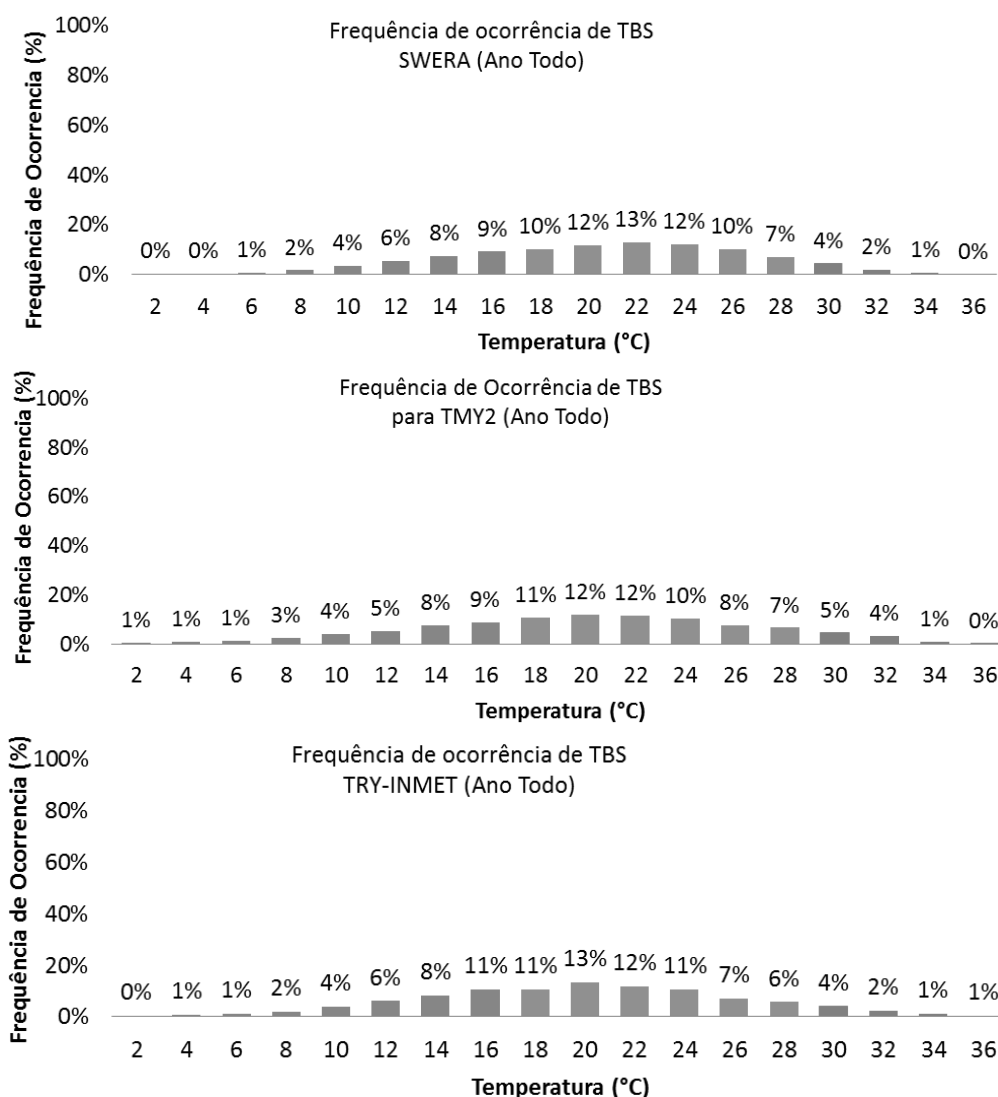 Frequência de ocorrência de TBS
SWERA (Ano Todo)
Frequência de Ocorrencia (%)
100%
80%
60%
40%
20%
0%
0% 0% 1% 2% 4% 6% 8% 9% 10% 12% 13% 12% 10% 7% 4% 2% 1% 0%
2 4 6 8 10 12 14 16 18 20 22 24 26 28 30 32 34 36
Temperatura (°C)
Frequência de Ocorrência de TBS
para TMY2 (Ano Todo)
Frequência de Ocorrencia (%)
100%
80%
60%
40%
20%
0%
1% 1% 1% 3% 4% 5% 8% 9% 11% 12% 12% 10% 8% 7% 5% 4% 1% 0%
2 4 6 8 10 12 14 16 18 20 22 24 26 28 30 32 34 36
Temperatura (°C)
Frequência de ocorrência de TBS
TRY-INMET (Ano Todo)
Frequência de Ocorrencia (%)
100%
80%
60%
40%
20%
0%
0% 1% 1% 2% 4% 6% 8% 11% 11% 13% 12% 11% 7% 6% 4% 2% 1% 1%
2 4 6 8 10 12 14 16 18 20 22 24 26 28 30 32 34 36
Temperatura (°C)